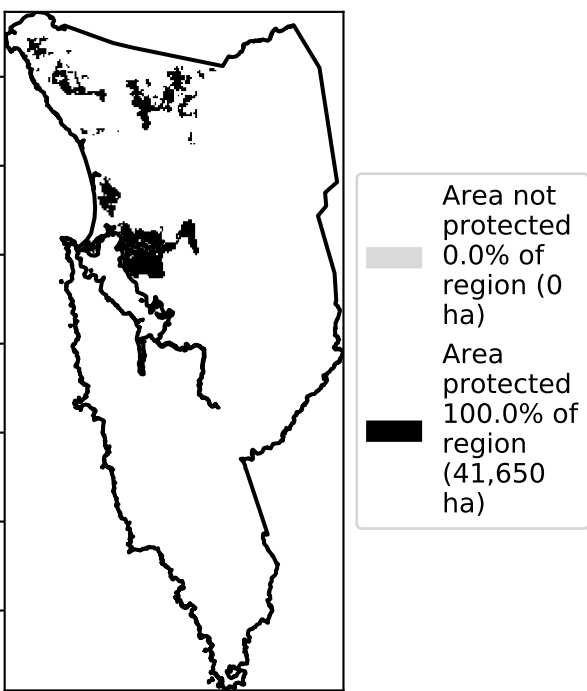 Area not
protected
0.0% of
region (0
ha)
Area
protected
100.0% of
region
(41,650
ha)